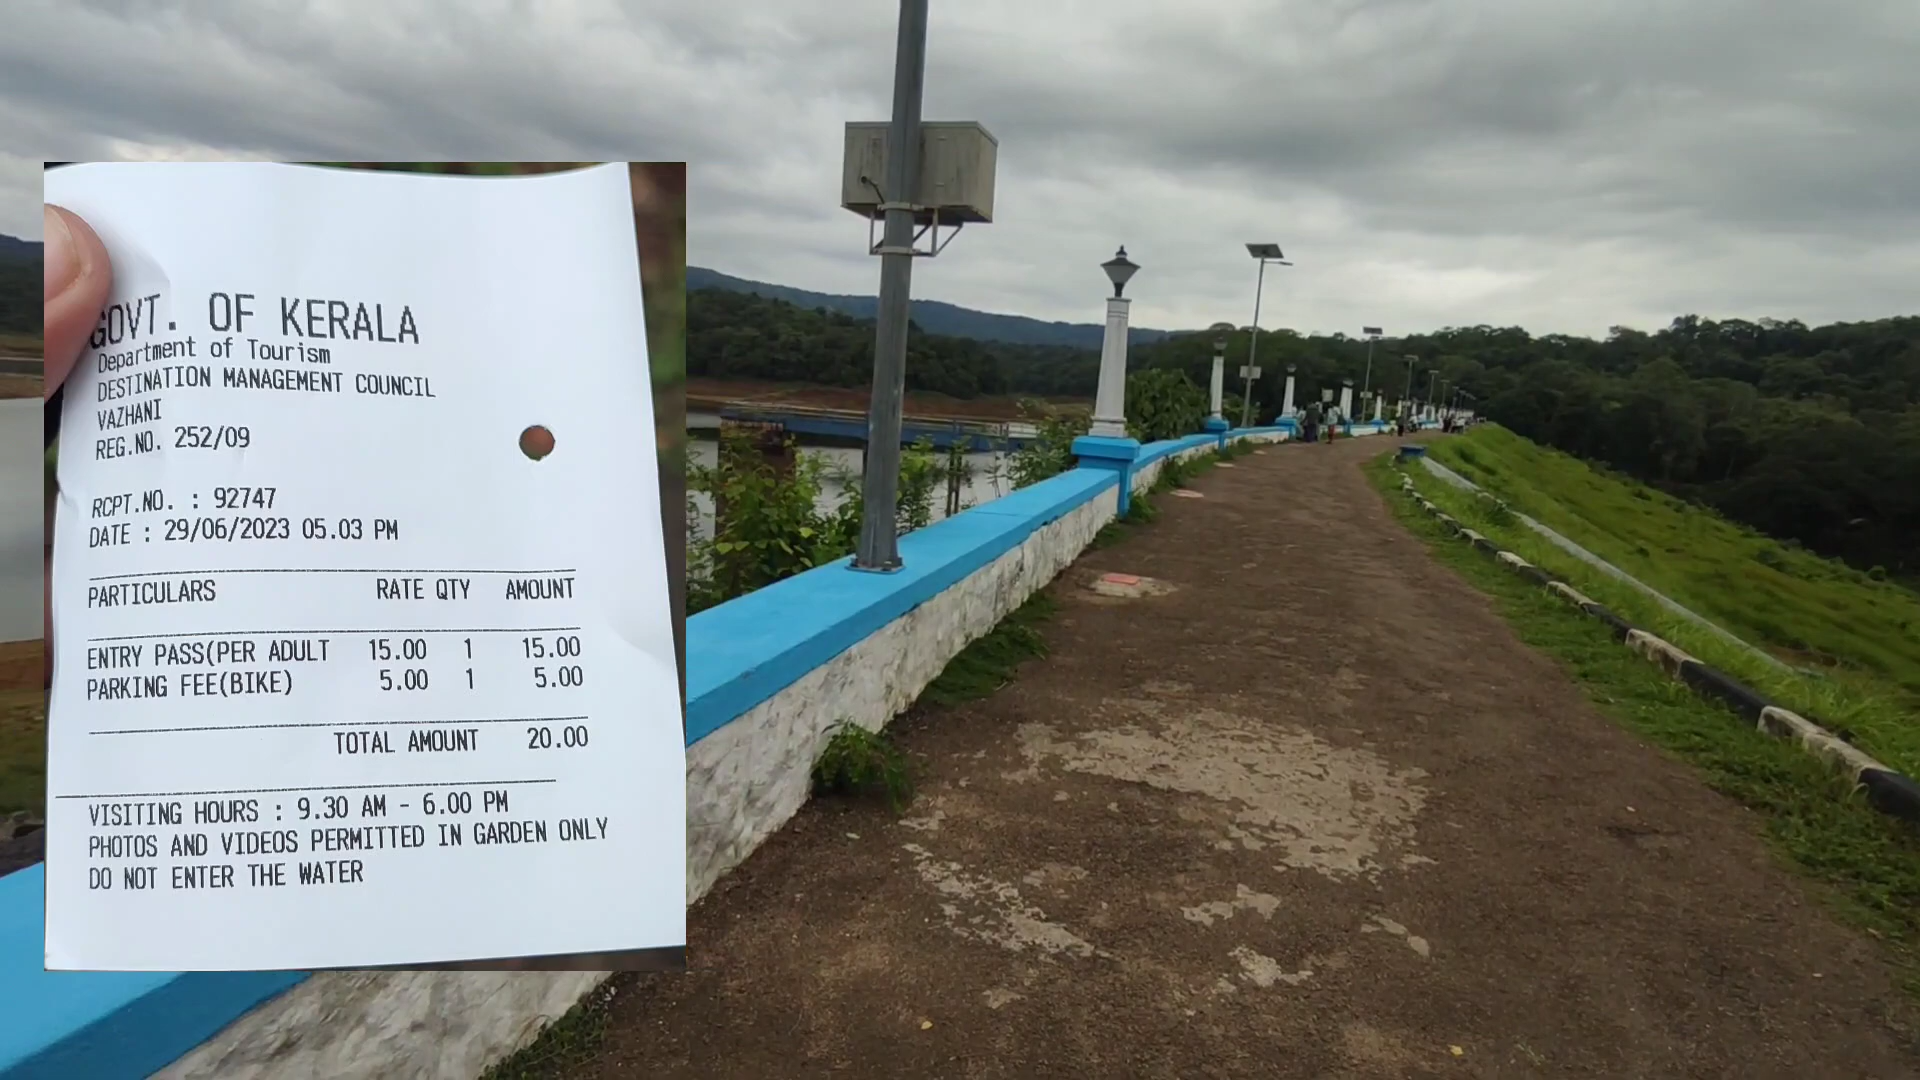 GOVT. OF KERALA
Department of Tourism
DESTINATION MANAGEMENT COUNCIL
VAZHANI
REG.NO. 252/09
RCPT.NO. : 92747
DATE : 29/06/2023 05.03 PM
PARTICULARS RATE QTY AMOUNT
ENTRY PASS(PER ADULT 15.00 1 15.00
PARKING FEE(BIKE) 5.00 1 5.00
TOTAL AMOUNT 20.00
VISITING HOURS : 9.30 AM - 6.00 PM
PHOTOS AND VIDEOS PERMITTED IN GARDEN ONLY
DO NOT ENTER THE WATER